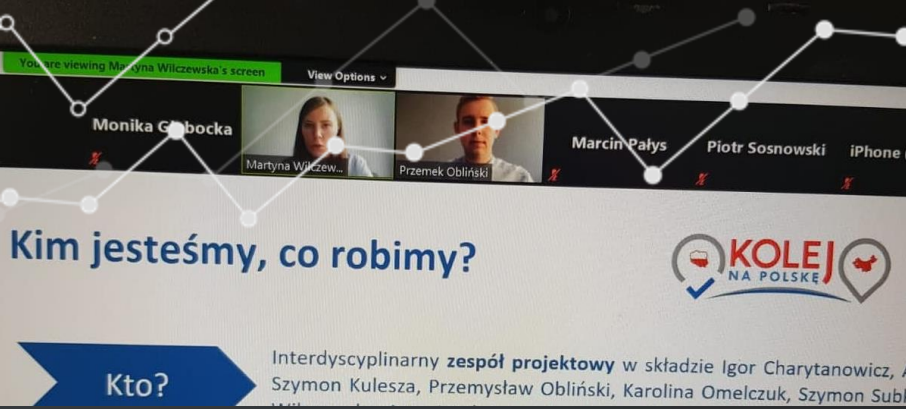 You are viewing Martyna Wilczewska's screen
View Options
Monika G bocka
Martyna Wilczew...
Przemek Obliński
Marcin Pałys
Piotr Sosnowski
iPhone
Kim jesteśmy, co robimy?
KOLEJ
NA POLSKĘ
Kto?
Interdyscyplinarny zespół projektowy w składzie Igor Charytanowicz,
Szymon Kulesza, Przemysław Obliński, Karolina Omelczuk, Szymon